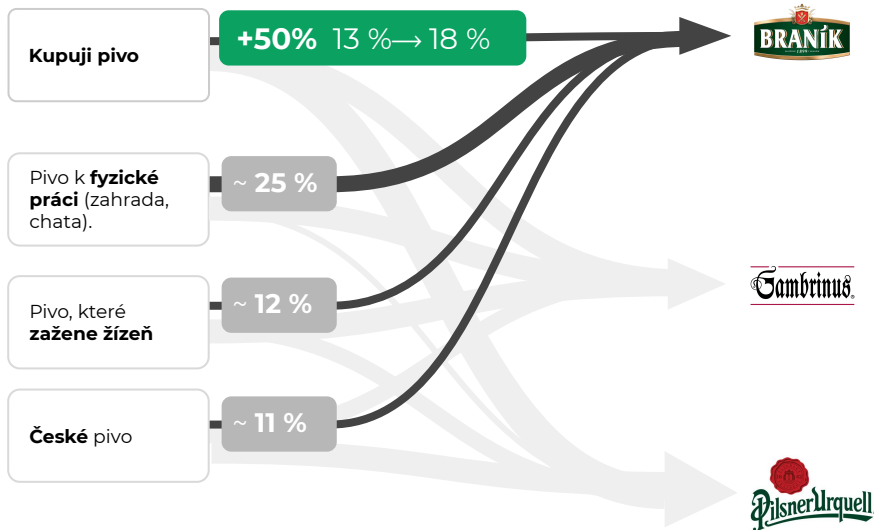 Kupuji pivo
+50% 13 %→ 18 %
BRANÍK
Pivo k fyzické
práci (zahrada,
chata).
~ 25 %
Pivo, které
zažene žízeň
~ 12 %
Gambrinus
České pivo
~ 11 %
Pilsner Urquell